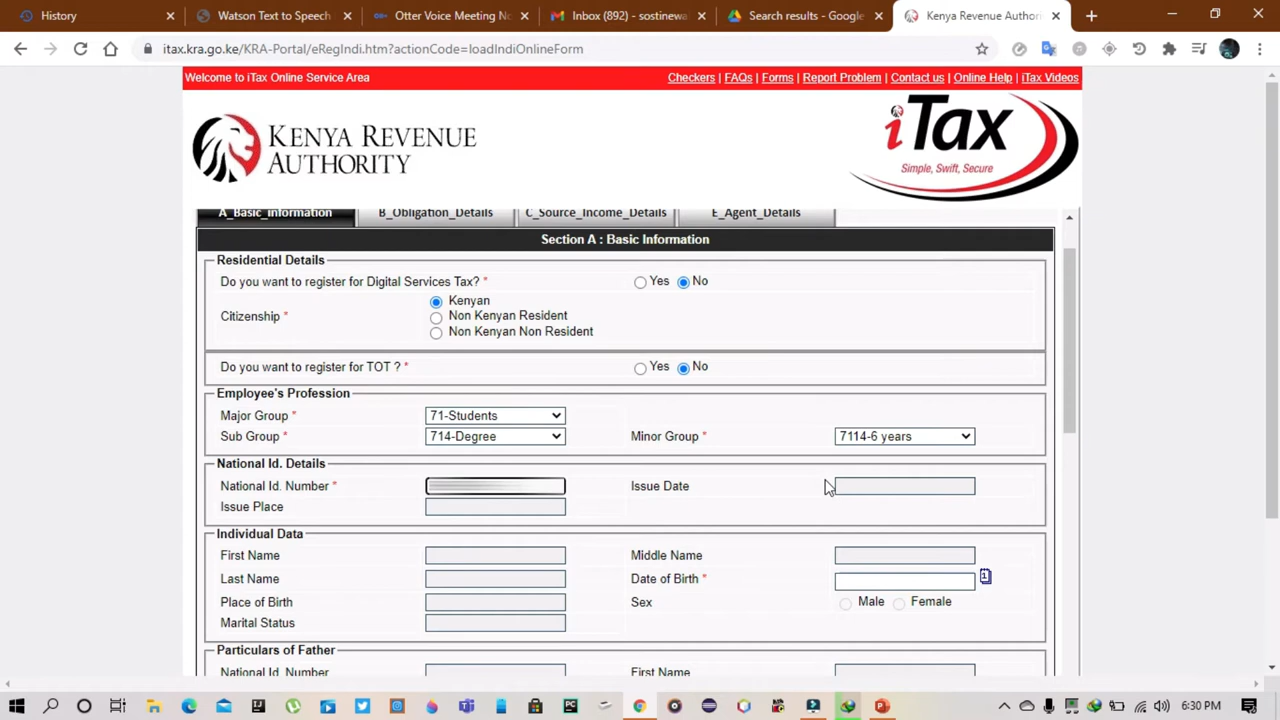 History
Watson Text to Speech
Otter Voice Meeting No
Inbox (892) - sostinewa
Search results - Google
Kenya Revenue Author
itax.kra.go.ke/KRA-Portal/eRegIndi.htm?actionCode=loadIndiOnlineForm
Welcome to iTax Online Service Area
Checkers | FAQs | Forms | Report Problem | Contact us | Online Help | iTax Videos
KENYA REVENUE
AUTHORITY
iTax
Simple, Swift, Secure
A_Basic_Information B_Obligation_Details C_Source_Income_Details E_Agent_Details
Section A : Basic Information
Residential Details
Do you want to register for Digital Services Tax? * Yes No
Citizenship *
Kenyan
Non Kenyan Resident
Non Kenyan Non Resident
Do you want to register for TOT ? * Yes No
Employee's Profession
Major Group * 71-Students
Sub Group * 714-Degree Minor Group * 7114-6 years
National Id. Details
National Id. Number * Issue Date
Issue Place
Individual Data
First Name Middle Name
Last Name Date of Birth *
Place of Birth Sex Male Female
Marital Status
Particulars of Father
National Id. Number First Name
6:30 PM